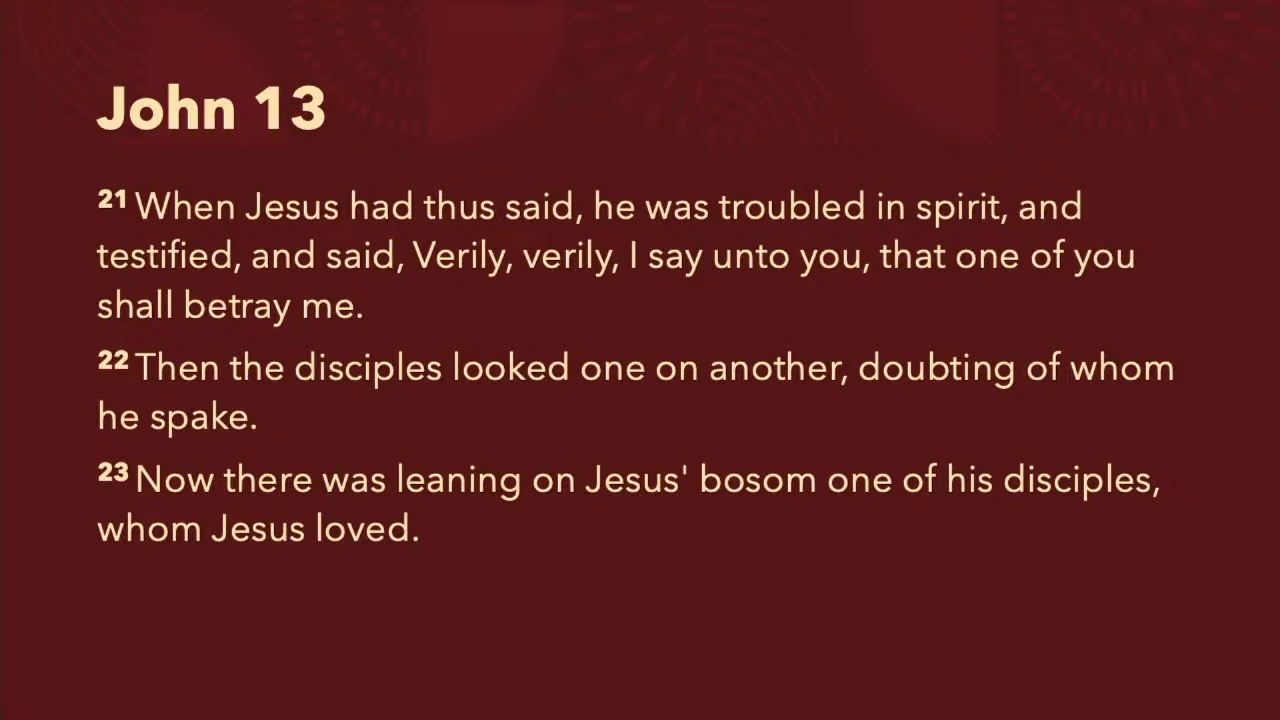 John 13
21 When Jesus had thus said, he was troubled in spirit, and
testified, and said, Verily, verily, I say unto you, that one of you
shall betray me.
22 Then the disciples looked one on another, doubting of whom
he spake.
23 Now there was leaning on Jesus' bosom one of his disciples,
whom Jesus loved.